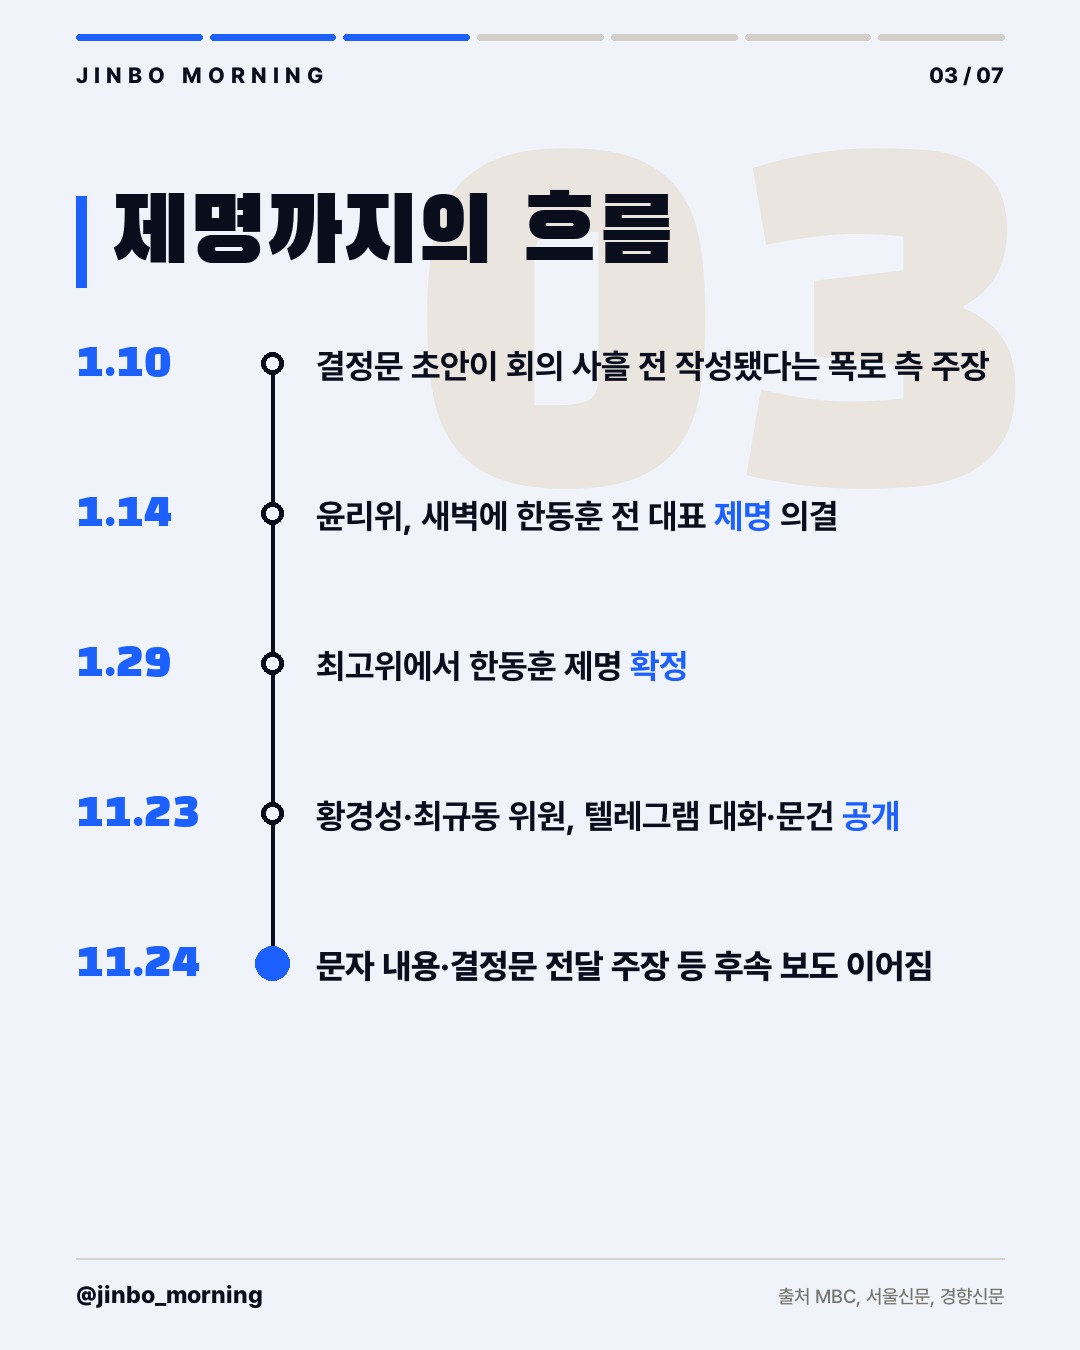 JINBO MORNING
03 / 07
03
제명까지의 흐름
1.10 결정문 초안이 회의 사흘 전 작성됐다는 폭로 측 주장
1.14 윤리위, 새벽에 한동훈 전 대표 제명 의결
1.29 최고위에서 한동훈 제명 확정
11.23 황경성·최규동 위원, 텔레그램 대화·문건 공개
11.24 문자 내용·결정문 전달 주장 등 후속 보도 이어짐
@jinbo_morning
출처 MBC, 서울신문, 경향신문